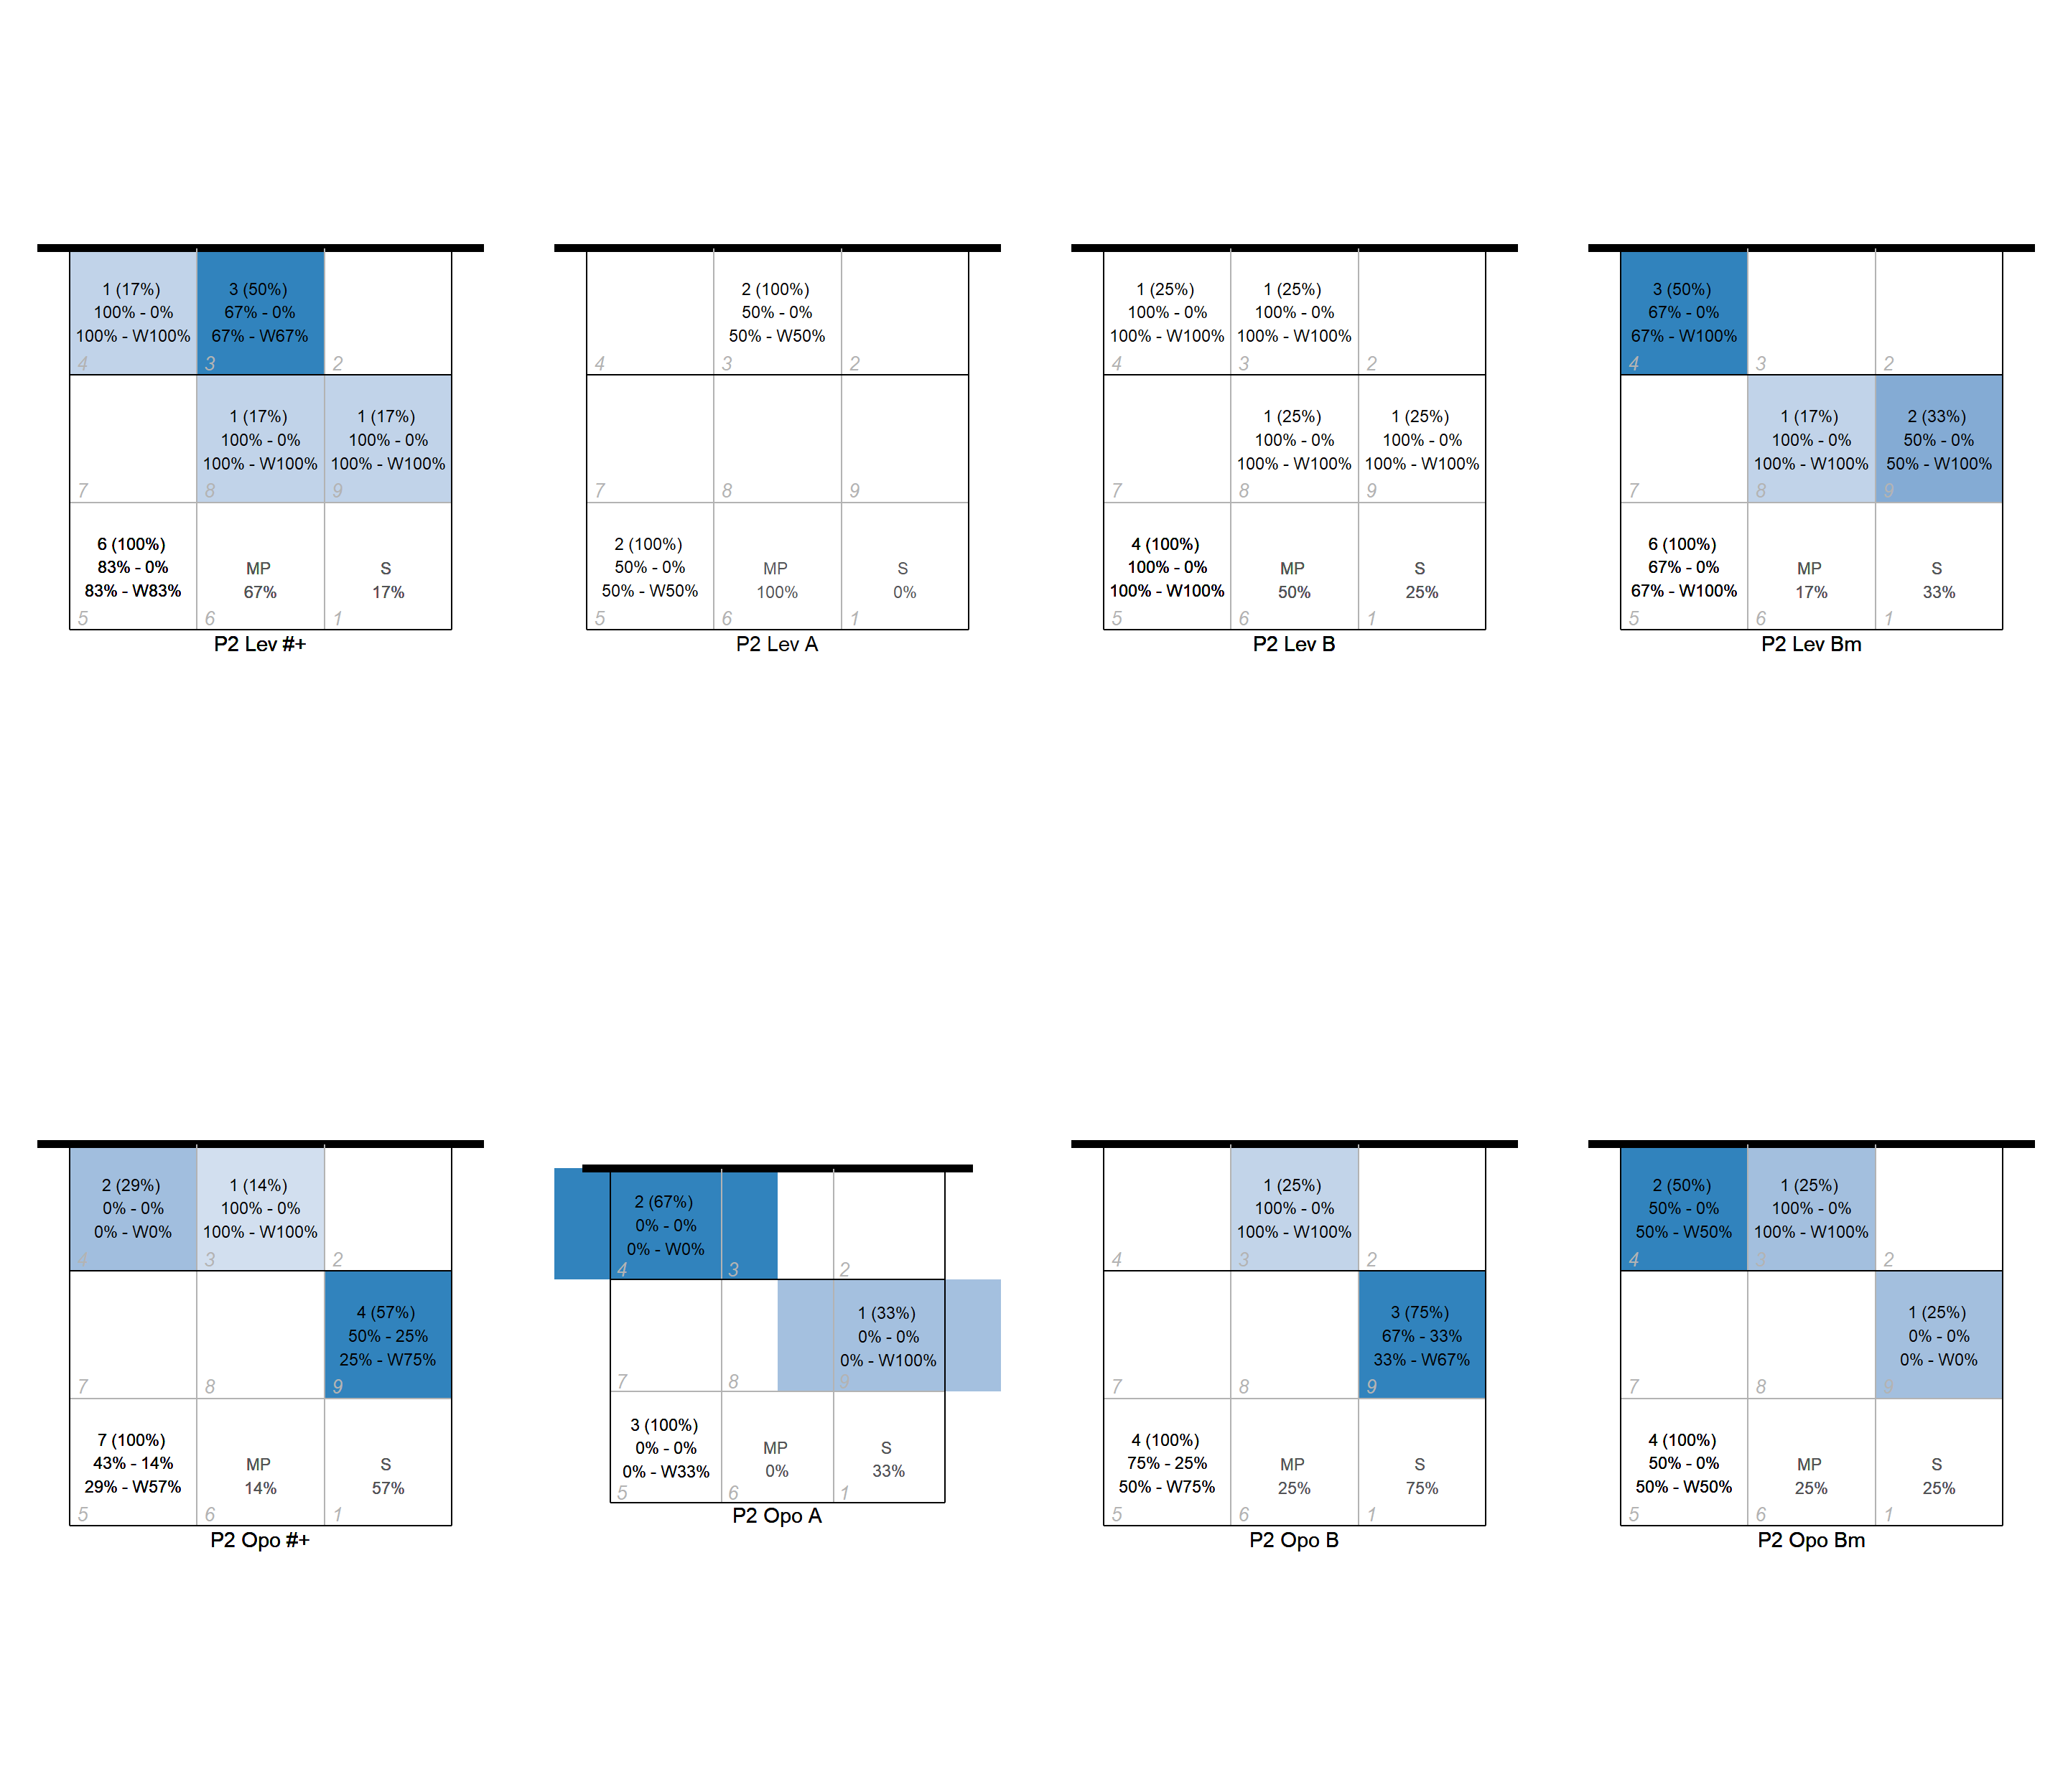 1 (17%)
100% - 0%
100% - W100%
4
3 (50%)
67% - 0%
67% - W67%
3
2
7
1 (17%)
100% - 0%
100% - W100%
8
1 (17%)
100% - 0%
100% - W100%
9
6 (100%)
83% - 0%
83% - W83%
5
MP
67%
6
S
17%
1
P2 Lev #+
4
2 (100%)
50% - 0%
50% - W50%
3
2
7
8
9
2 (100%)
50% - 0%
50% - W50%
5
MP
100%
6
S
0%
1
P2 Lev A
1 (25%)
100% - 0%
100% - W100%
4
1 (25%)
100% - 0%
100% - W100%
3
2
7
1 (25%)
100% - 0%
100% - W100%
8
1 (25%)
100% - 0%
100% - W100%
9
4 (100%)
100% - 0%
100% - W100%
5
MP
50%
6
S
25%
1
P2 Lev B
3 (50%)
67% - 0%
67% - W100%
4
3
2
7
1 (17%)
100% - 0%
100% - W100%
8
2 (33%)
50% - 0%
50% - W100%
9
6 (100%)
67% - 0%
67% - W100%
5
MP
17%
6
S
33%
1
P2 Lev Bm
2 (29%)
0% - 0%
0% - W0%
4
1 (14%)
100% - 0%
100% - W100%
3
2
7
8
4 (57%)
50% - 25%
25% - W75%
9
7 (100%)
43% - 14%
29% - W57%
5
MP
14%
6
S
57%
1
P2 Opo #+
2 (67%)
0% - 0%
0% - W0%
4
3
2
7
8
1 (33%)
0% - 0%
0% - W100%
9
3 (100%)
0% - 0%
0% - W33%
5
MP
0%
6
S
33%
1
P2 Opo A
4
1 (25%)
100% - 0%
100% - W100%
3
2
7
8
3 (75%)
67% - 33%
33% - W67%
9
4 (100%)
75% - 25%
50% - W75%
5
MP
25%
6
S
75%
1
P2 Opo B
2 (50%)
50% - 0%
50% - W50%
4
1 (25%)
100% - 0%
100% - W100%
3
2
7
8
1 (25%)
0% - 0%
0% - W0%
9
4 (100%)
50% - 0%
50% - W50%
5
MP
25%
6
S
25%
1
P2 Opo Bm